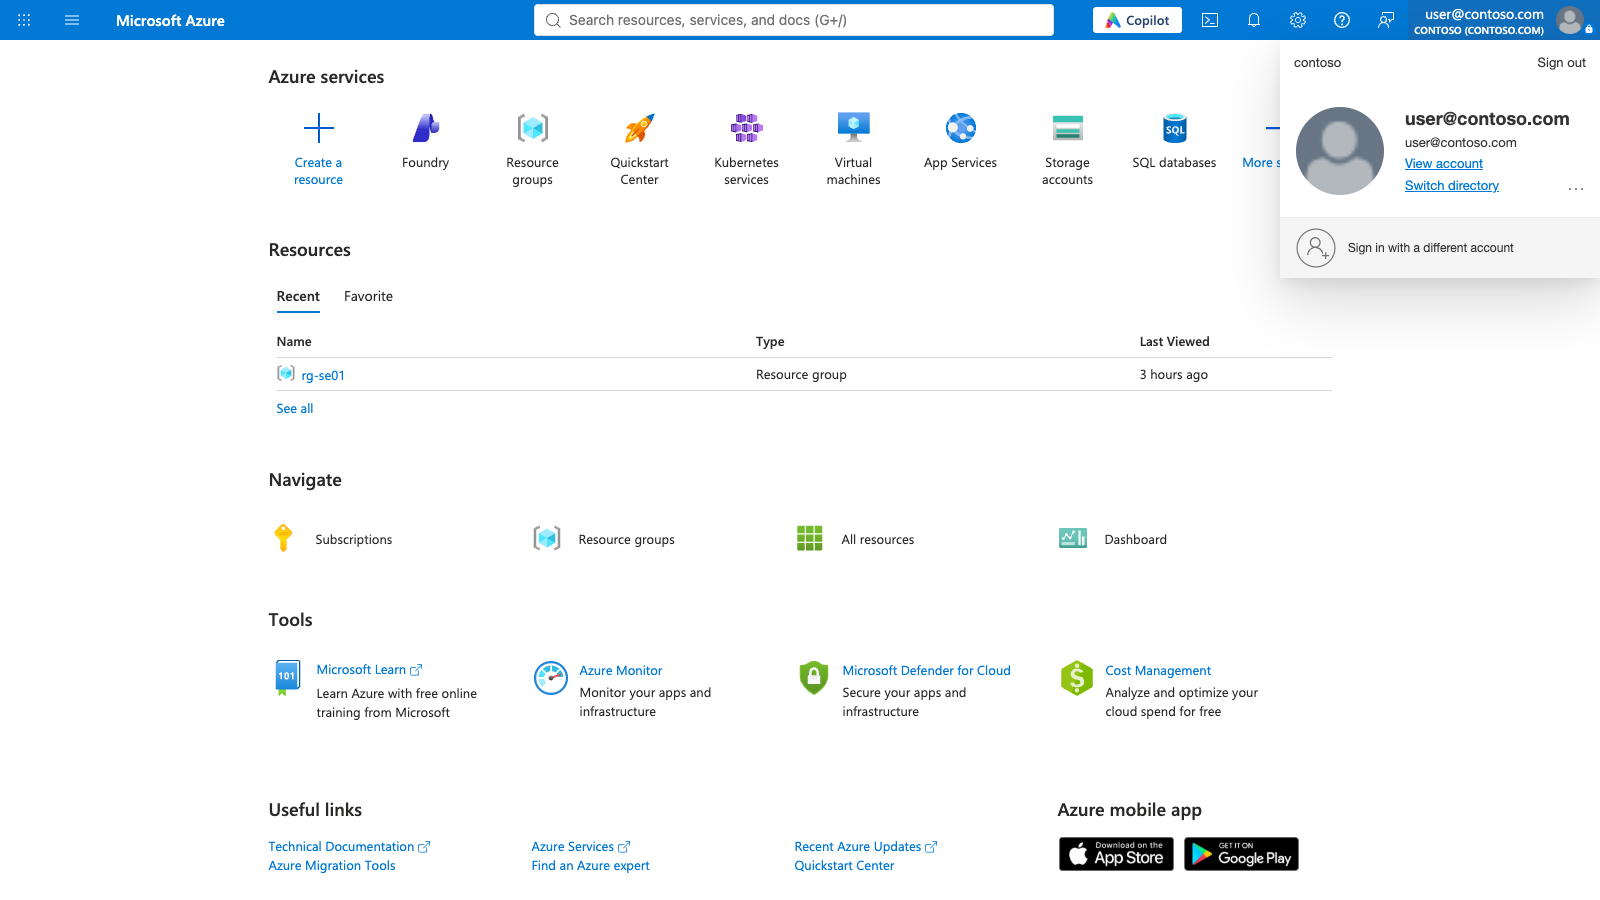 Microsoft Azure
Search resources, services, and docs (G+/)
Copilot
user@contoso.com
CONTOSO (CONTOSO.COM)
contoso
Sign out
user@contoso.com
user@contoso.com
View account
Switch directory
...
Sign in with a different account
Azure services
Create a
resource
Foundry
Resource
groups
Quickstart
Center
Kubernetes
services
Virtual
machines
App Services
Storage
accounts
SQL
SQL databases
More s
Resources
Recent
Favorite
Name
Type
Last Viewed
rg-se01
Resource group
3 hours ago
See all
Navigate
Subscriptions
Resource groups
All resources
Dashboard
Tools
101
Microsoft Learn
Learn Azure with free online
training from Microsoft
Azure Monitor
Monitor your apps and
infrastructure
Microsoft Defender for Cloud
Secure your apps and
infrastructure
$
Cost Management
Analyze and optimize your
cloud spend for free
Useful links
Technical Documentation
Azure Migration Tools
Azure Services
Find an Azure expert
Recent Azure Updates
Quickstart Center
Azure mobile app
Download on the
App Store
GET IT ON
Google Play